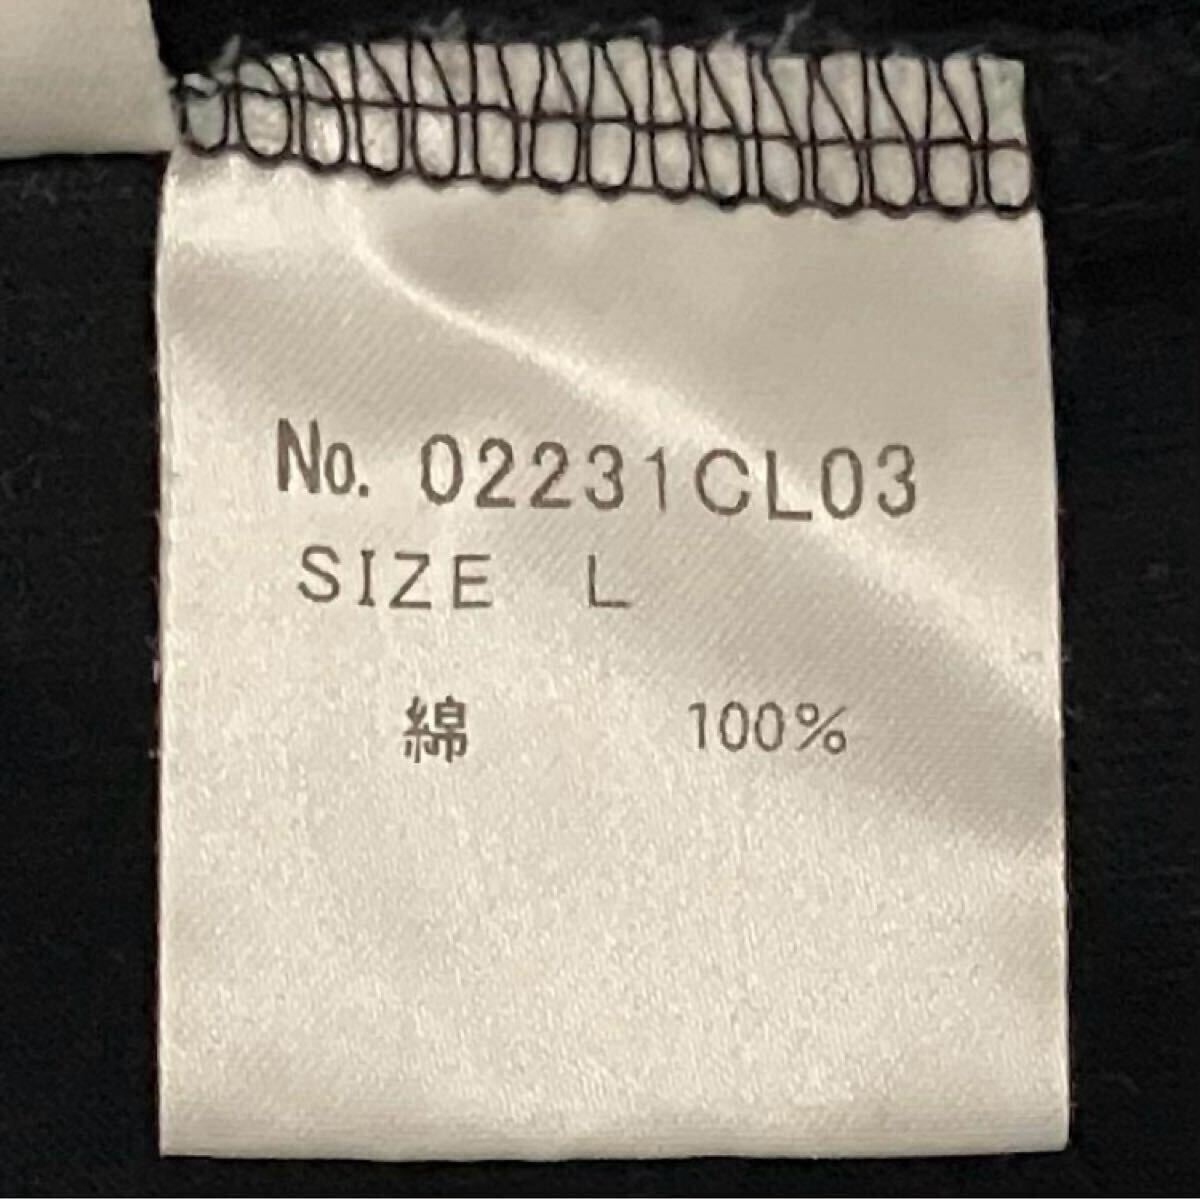 No. 02231CL03
SIZE L
綿 100%